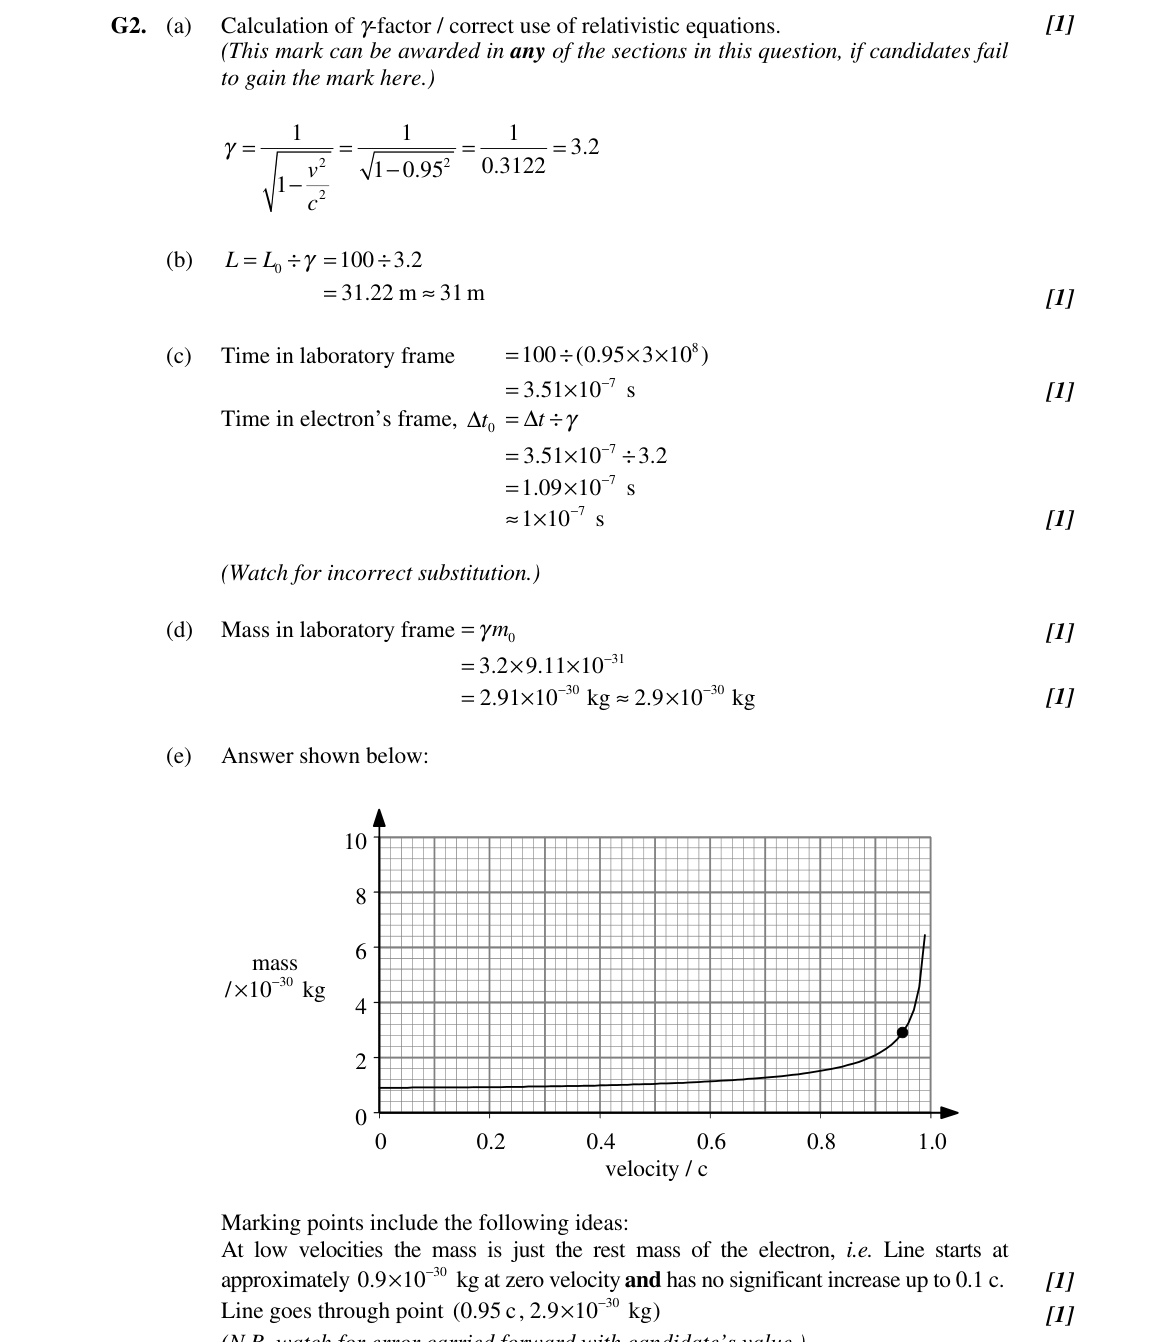 G2. (a) Calculation of γ-factor / correct use of relativistic equations. [1]
(This mark can be awarded in any of the sections in this question, if candidates fail
to gain the mark here.)
γ = 1/√(1−v²/c²) = 1/√(1−0.95²) = 1/0.3122 = 3.2
(b) L = L₀ ÷ γ = 100 ÷ 3.2
= 31.22 m ≈ 31 m [1]
(c) Time in laboratory frame = 100 ÷ (0.95×3×10⁸)
= 3.51×10⁻⁷ s [1]
Time in electron's frame, Δt₀ = Δt ÷ γ
= 3.51×10⁻⁷ ÷ 3.2
= 1.09×10⁻⁷ s
≈ 1×10⁻⁷ s [1]
(Watch for incorrect substitution.)
(d) Mass in laboratory frame = γm₀ [1]
= 3.2×9.11×10⁻³¹
= 2.91×10⁻³⁰ kg ≈ 2.9×10⁻³⁰ kg [1]
(e) Answer shown below:
10
8
6
mass
/×10⁻³⁰ kg
4
2
0
0 0.2 0.4 0.6 0.8 1.0
velocity / c
Marking points include the following ideas:
At low velocities the mass is just the rest mass of the electron, i.e. Line starts at
approximately 0.9×10⁻³⁰ kg at zero velocity and has no significant increase up to 0.1 c. [1]
Line goes through point (0.95 c, 2.9×10⁻³⁰ kg) [1]
(N.B. watch for error carried forward with candidate's value.)